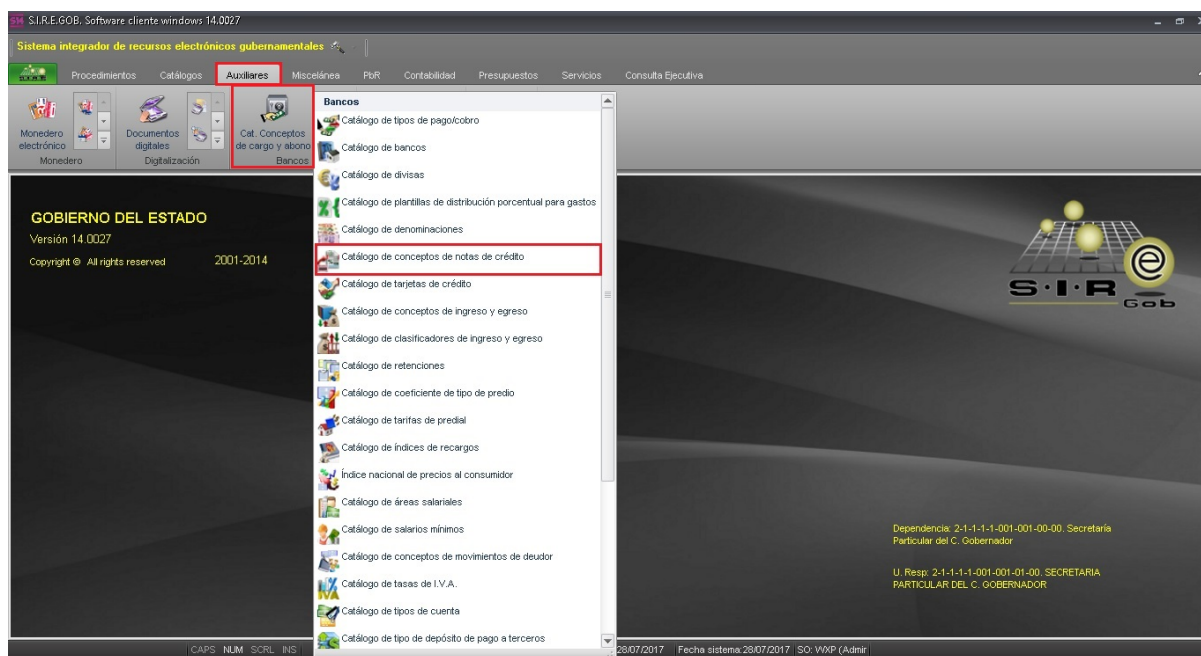 S.I.R.E.GOB. Software cliente windows 14.0027
Sistema integrador de recursos electrónicos gubernamentales
Procedimientos Catálogos Auxiliares Miscelánea PbR Contabilidad Presupuestos Servicios Consulta Ejecutiva
Monedero electrónico
Documentos digitales
Cat. Conceptos de cargo y abono
Monedero Digitalización Bancos
Bancos
Catálogo de tipos de pago/cobro
Catálogo de bancos
Catálogo de divisas
Catálogo de plantillas de distribución porcentual para gastos
Catálogo de denominaciones
Catálogo de conceptos de notas de crédito
Catálogo de tarjetas de crédito
Catálogo de conceptos de ingreso y egreso
Catálogo de clasificadores de ingreso y egreso
Catálogo de retenciones
Catálogo de coeficiente de tipo de predio
Catálogo de tarifas de predial
Catálogo de índices de recargos
Índice nacional de precios al consumidor
Catálogo de áreas salariales
Catálogo de salarios mínimos
Catálogo de conceptos de movimientos de deudor
Catálogo de tasas de I.V.A.
Catálogo de tipos de cuenta
Catálogo de tipo de depósito de pago a terceros
GOBIERNO DEL ESTADO
Versión 14.0027
Copyright © All rights reserved 2001-2014
S·I·R e
Gob
Dependencia: 2-1-1-1-1-001-001-00-00. Secretaría
Particular del C. Gobernador
U. Resp: 2-1-1-1-1-001-001-01-00. SECRETARIA
PARTICULAR DEL C. GOBERNADOR
CAPS NUM SCRL INS 28/07/2017 Fecha sistema:28/07/2017 SO: WXP (Admir